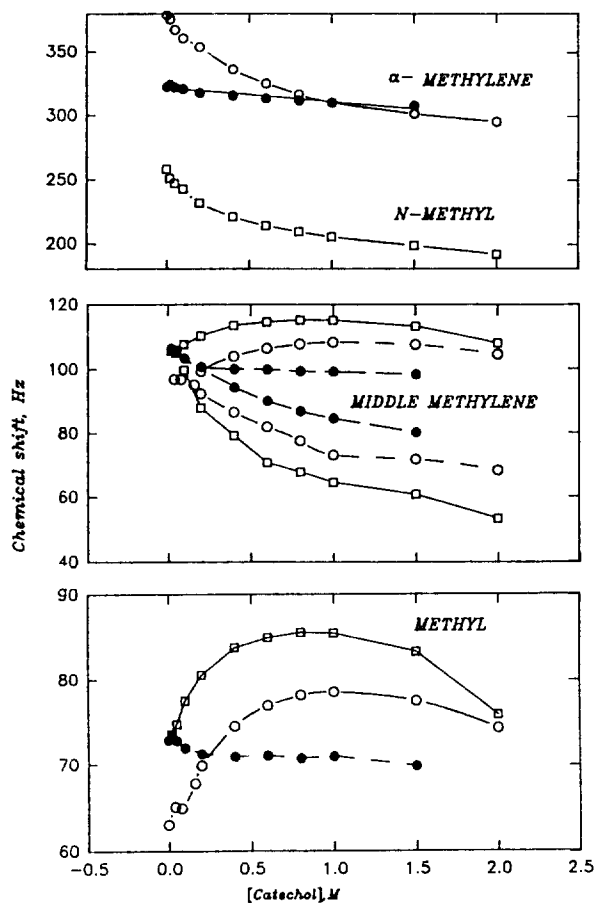 350
300
250
200
α- METHYLENE
N-METHYL
120
100
80
60
40
MIDDLE METHYLENE
Chemical shift, Hz
90
80
70
60
METHYL
-0.5 0.0 0.5 1.0 1.5 2.0 2.5
[Catechol],M